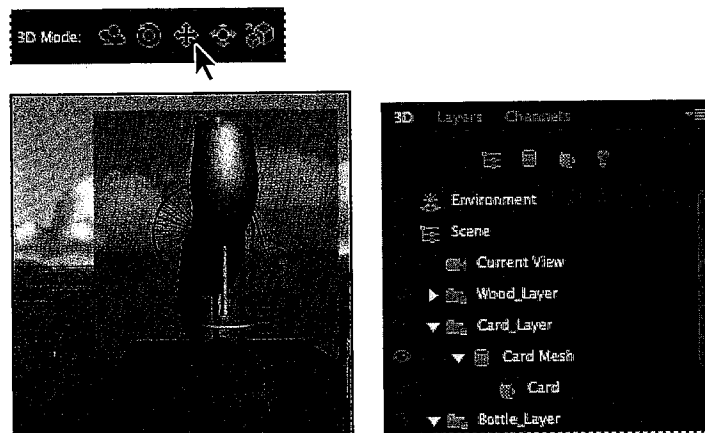 3D Mode:
3D Layers Channels
Environment
Scene
Current View
Wood_Layer
Card_Layer
Card Mesh
Card
Bottle_Layer